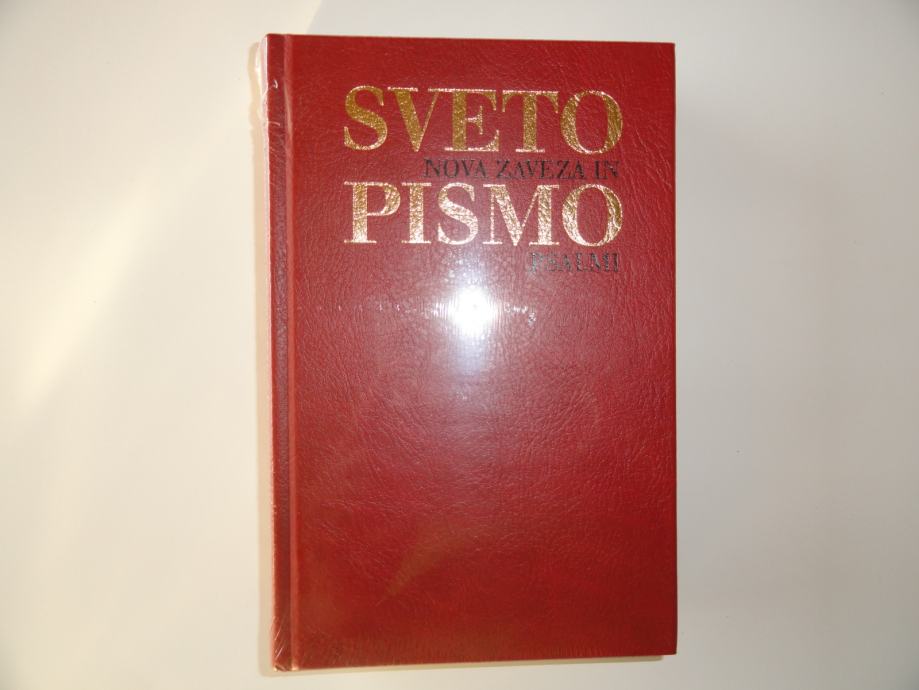 SVETO
NOVA ZAVEZA IN
PISMO
PSALMI